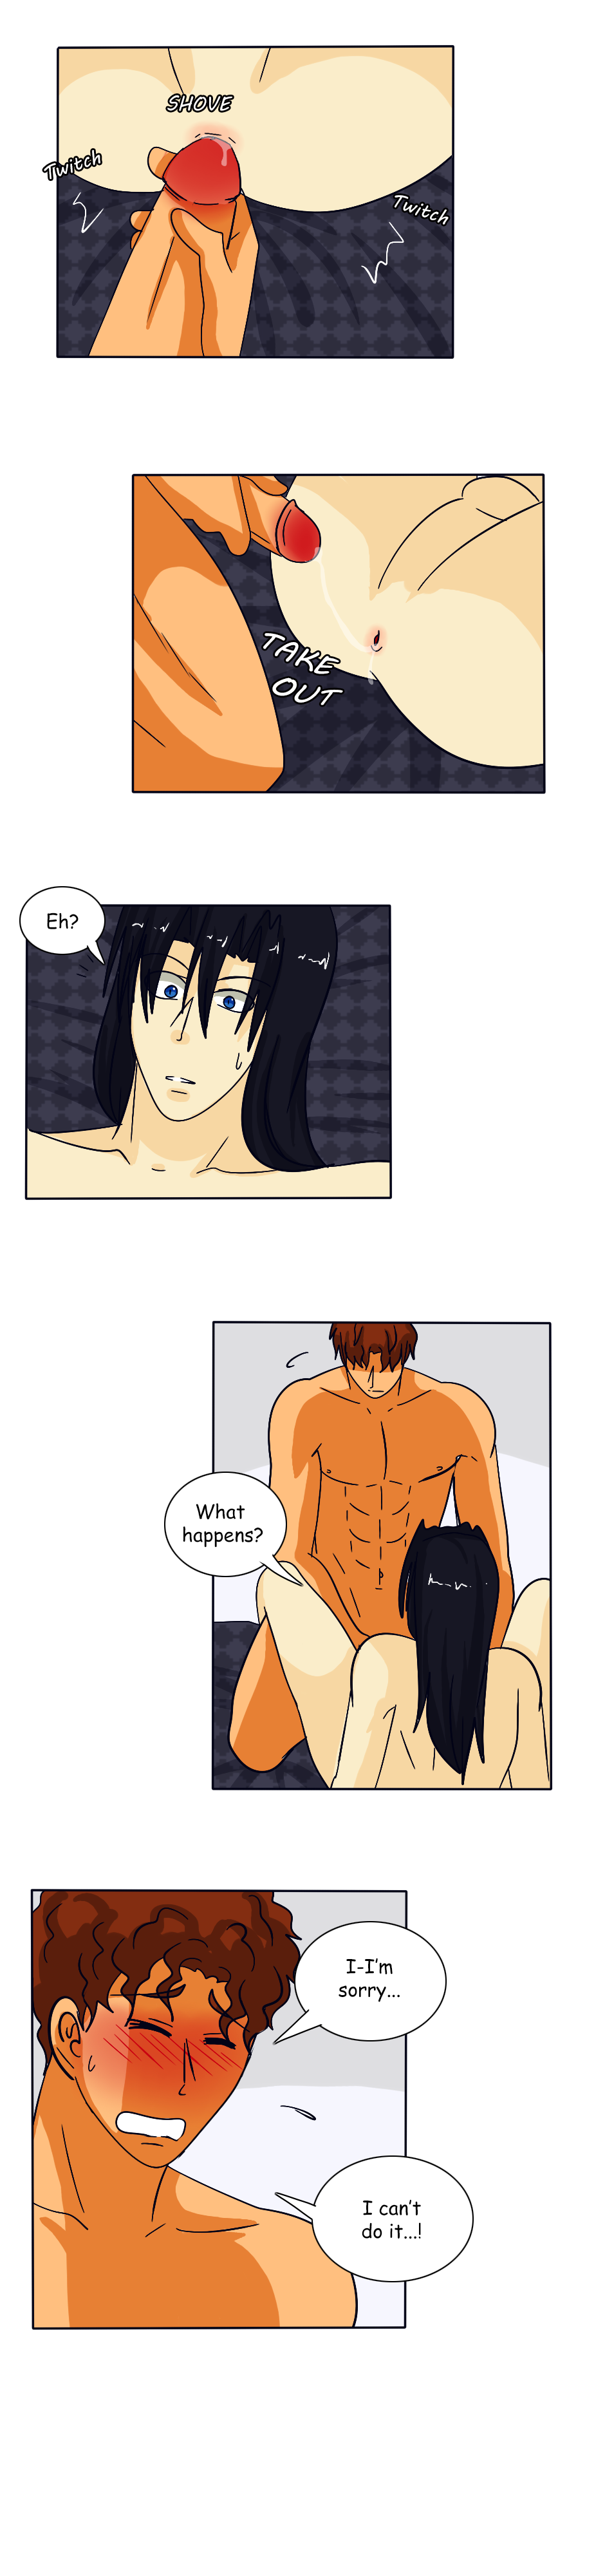 SHOVE
Twitch
Twitch
TAKE
OUT
Eh?
What
happens?
I-I'm
sorry...
I can't
do it...!